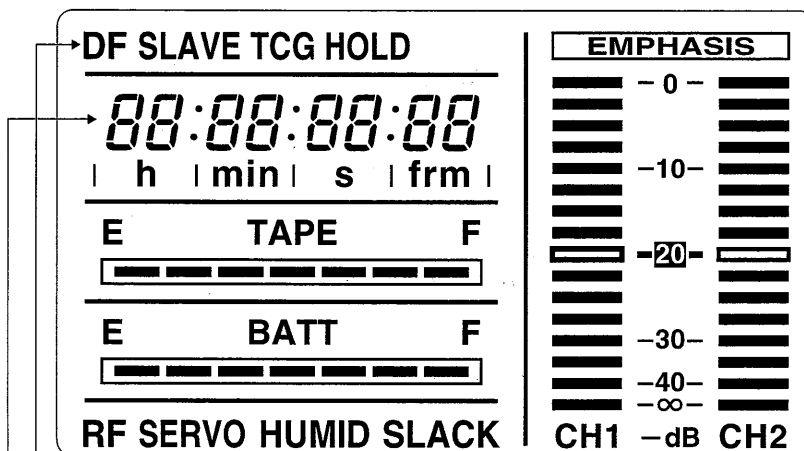 DF SLAVE TCG HOLD
88:88:88:88
h min s frm
E TAPE F
E BATT F
RF SERVO HUMID SLACK
EMPHASIS
– 0 –
–10–
–20–
–30–
–40–
–∞–
CH1 –dB CH2